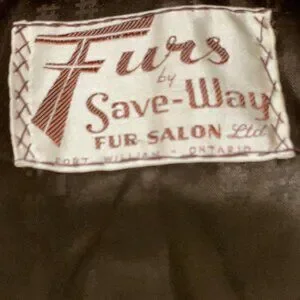 Furs
by
Save-Way
FUR SALON Ltd
FORT WILLIAM - ONTARIO